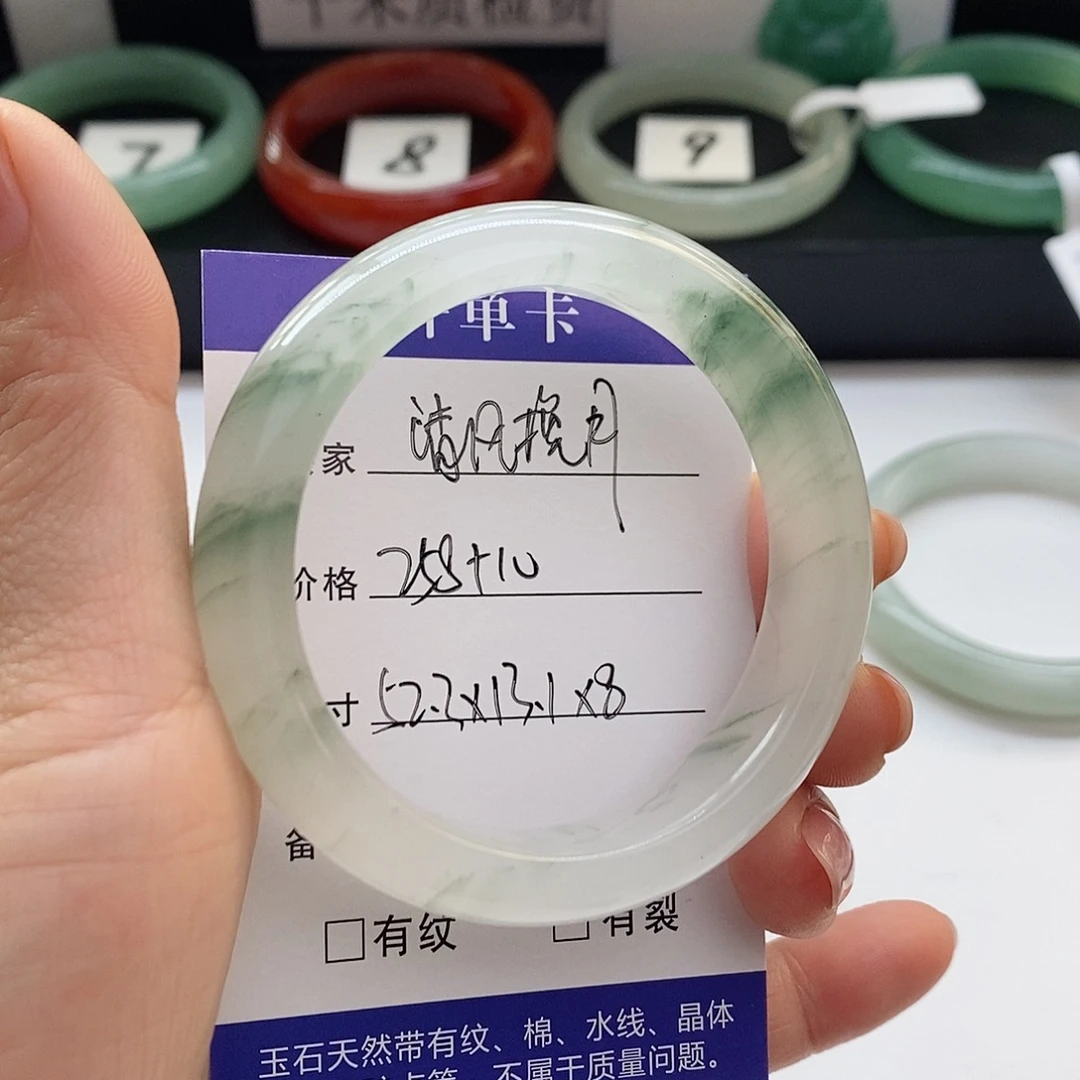 7
8
9
单卡
家 清风揽月
价格 258+10
寸 52.2x13.1x8
备
有纹 有裂
玉石天然带有纹、棉、水线、晶体
不属于质量问题。